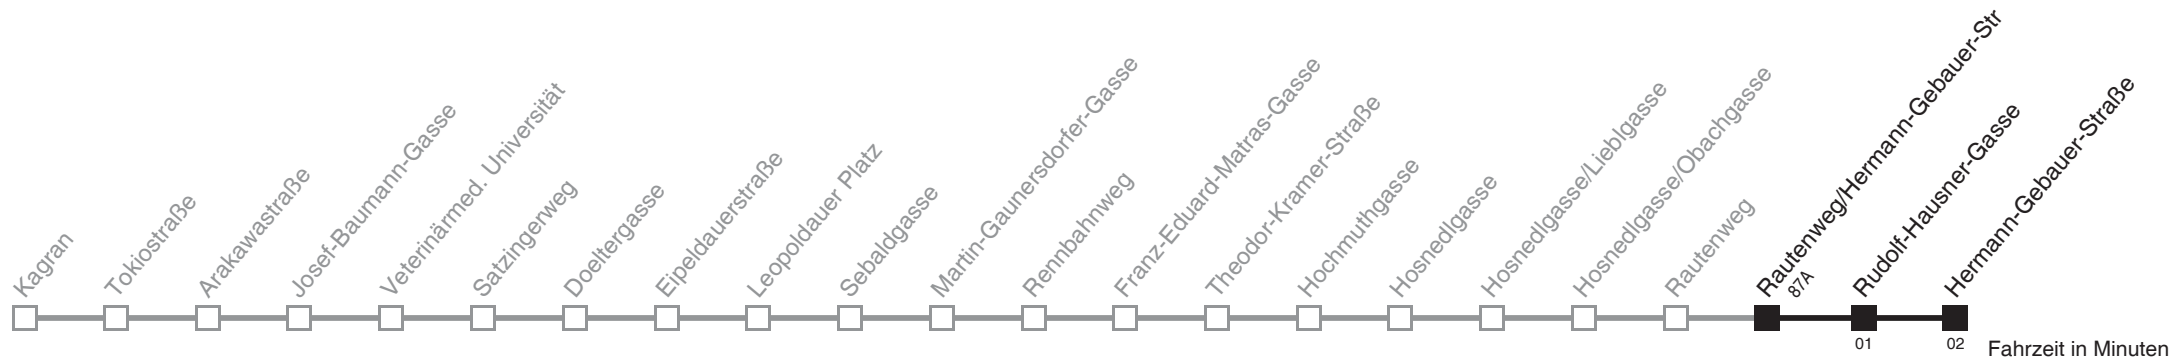 Kagran
Tokiostraße
Arakawastraße
Josef-Baumann-Gasse
Veterinärmed. Universität
Satzingerweg
Doeltergasse
Eipeldauerstraße
Leopoldauer Platz
Sebaldgasse
Martin-Gaunersdorfer-Gasse
Rennbahnweg
Franz-Eduard-Matras-Gasse
Theodor-Kramer-Straße
Hochmuthgasse
Hosnedlgasse
Hosnedlgasse/Lieblgasse
Hosnedlgasse/Obachgasse
Rautenweg
Rautenweg/Hermann-Gebauer-Str
87A
Rudolf-Hausner-Gasse
Hermann-Gebauer-Straße
01
02
Fahrzeit in Minuten